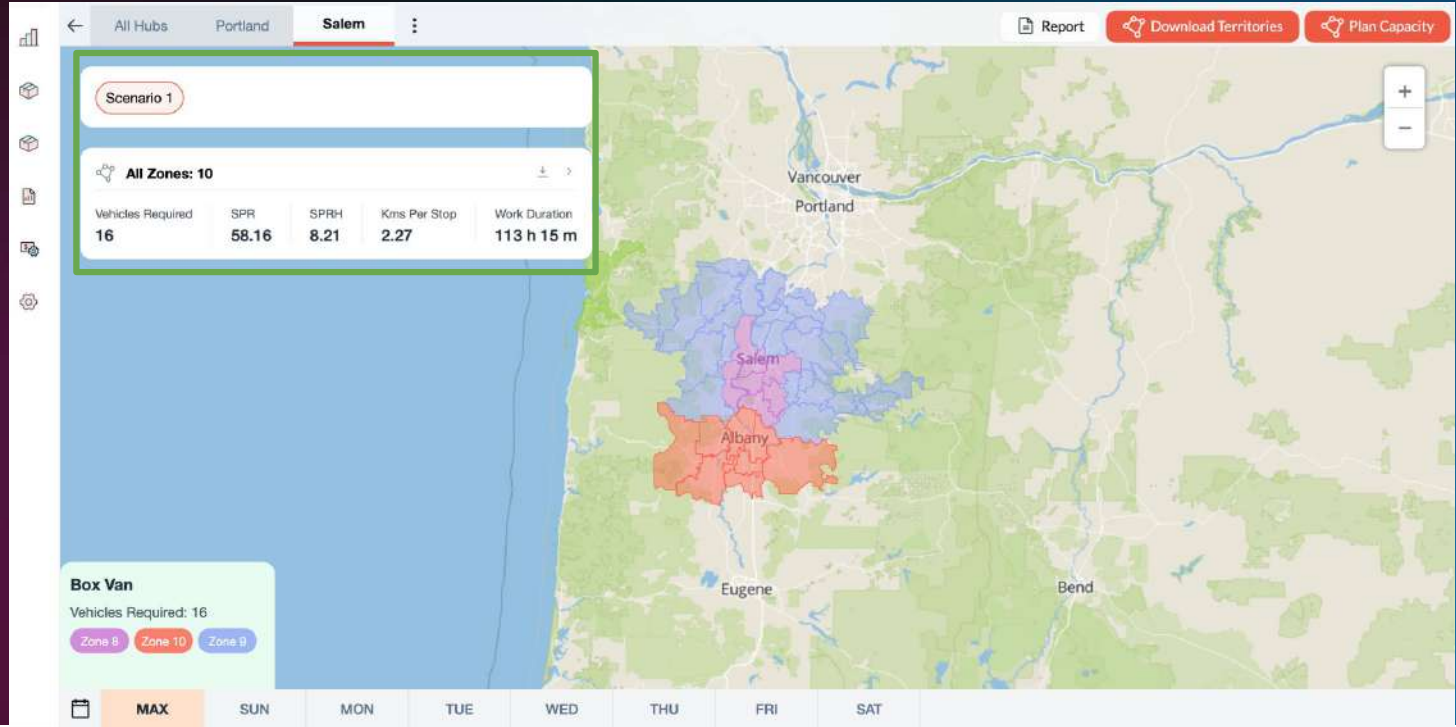 All Hubs Portland Salem
Report Download Territories Plan Capacity
Scenario 1
+
−
All Zones: 10
Vehicles Required SPR SPRH Kms Per Stop Work Duration
16 58.16 8.21 2.27 113 h 15 m
Vancouver
Portland
Salem
Albany
Eugene
Bend
Box Van
Vehicles Required: 16
Zone 8 Zone 10 Zone 9
MAX SUN MON TUE WED THU FRI SAT